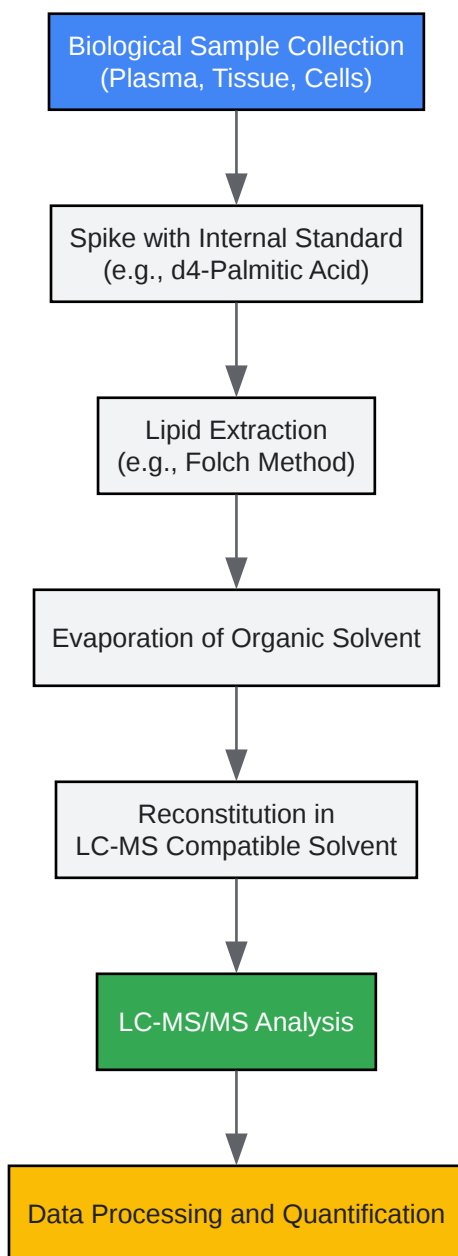 Biological Sample Collection
(Plasma, Tissue, Cells)
Spike with Internal Standard
(e.g., d4-Palmitic Acid)
Lipid Extraction
(e.g., Folch Method)
Evaporation of Organic Solvent
Reconstitution in
LC-MS Compatible Solvent
LC-MS/MS Analysis
Data Processing and Quantification